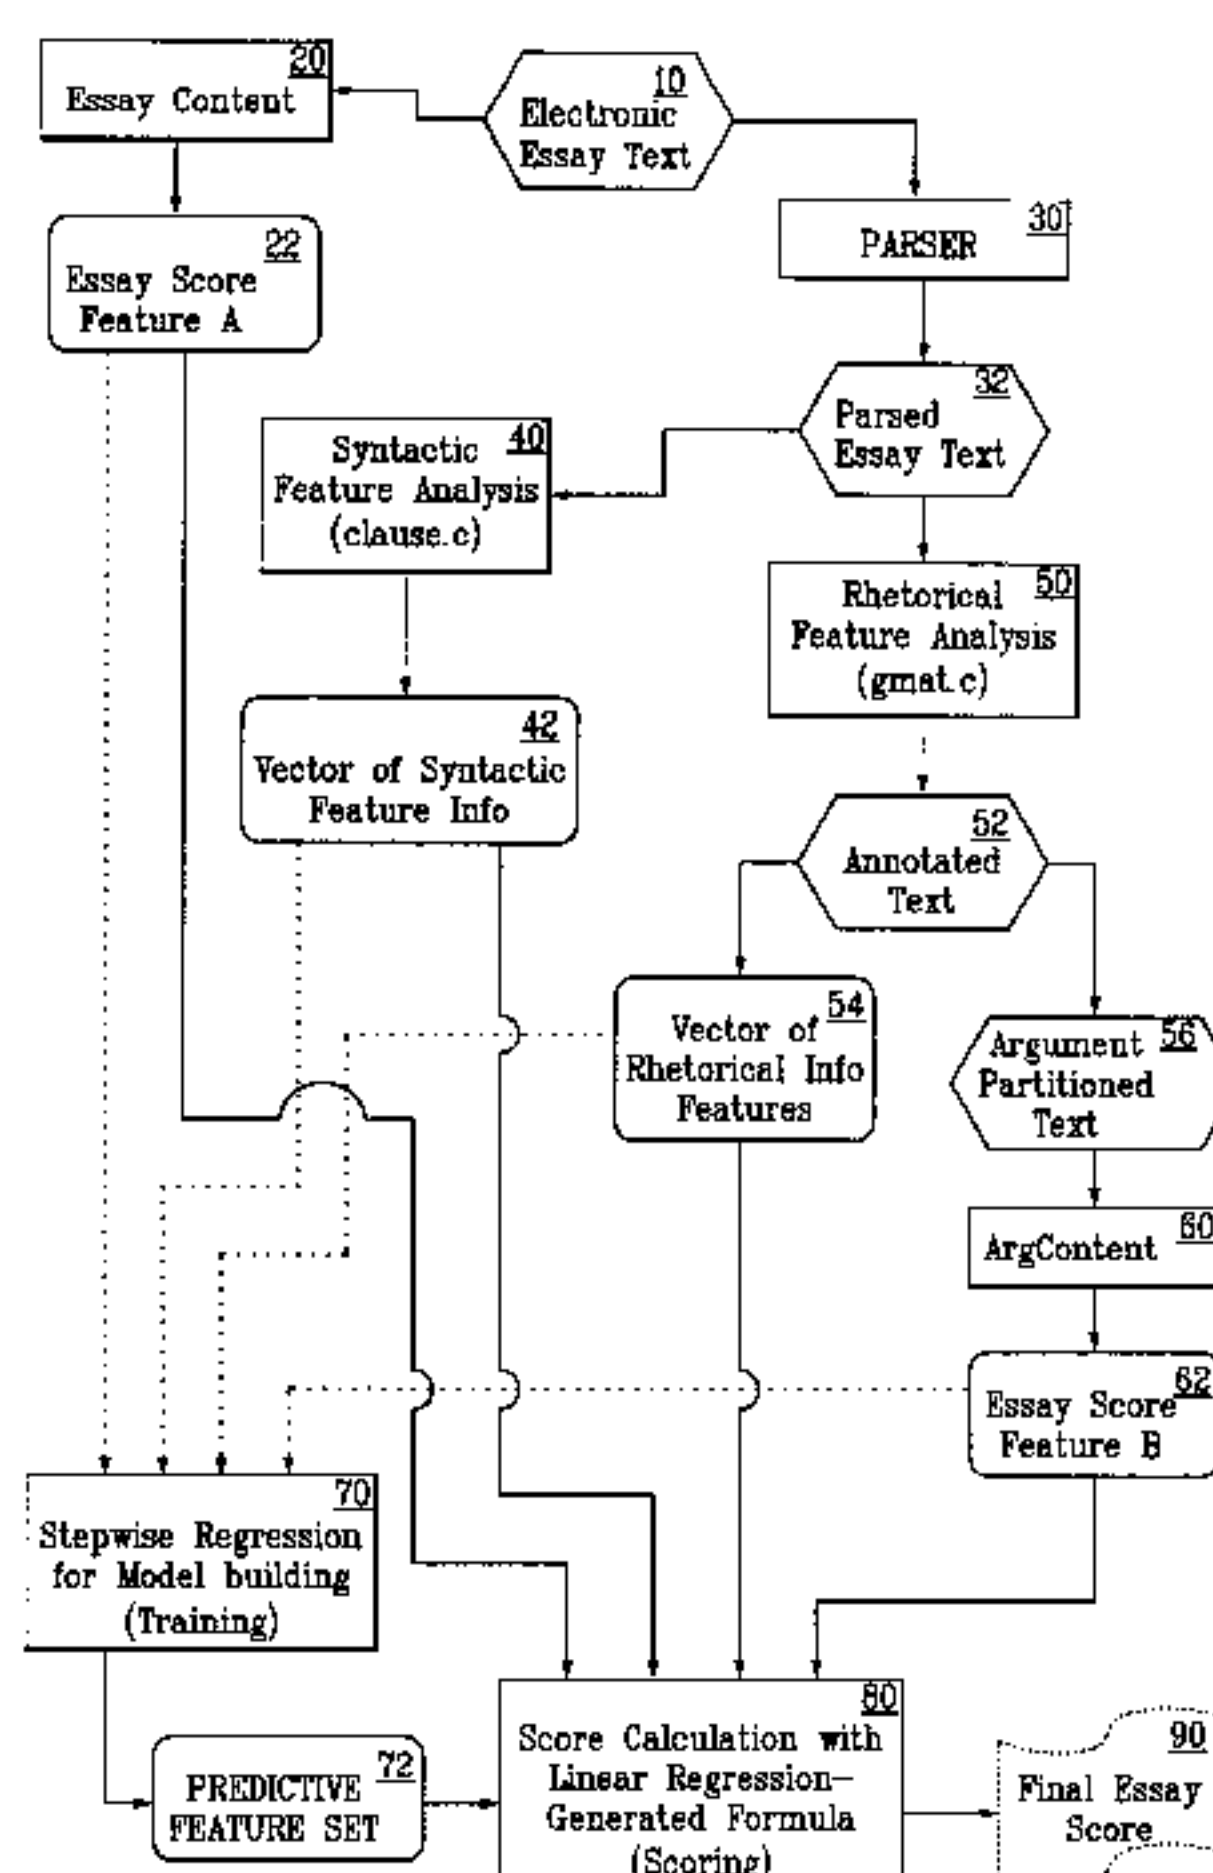 20
Essay Content
10
Electronic
Essay Text
30
PARSER
22
Essay Score
Feature A
32
Parsed
Essay Text
40
Syntactic
Feature Analysis
(clause.c)
50
Rhetorical
Feature Analysis
(gmat.c)
42
Vector of Syntactic
Feature Info
52
Annotated
Text
54
Vector of
Rhetorical Info
Features
56
Argument
Partitioned
Text
60
ArgContent
62
Essay Score
Feature B
70
Stepwise Regression
for Model building
(Training)
72
PREDICTIVE
FEATURE SET
80
Score Calculation with
Linear Regression-
Generated Formula
(Scoring)
90
Final Essay
Score